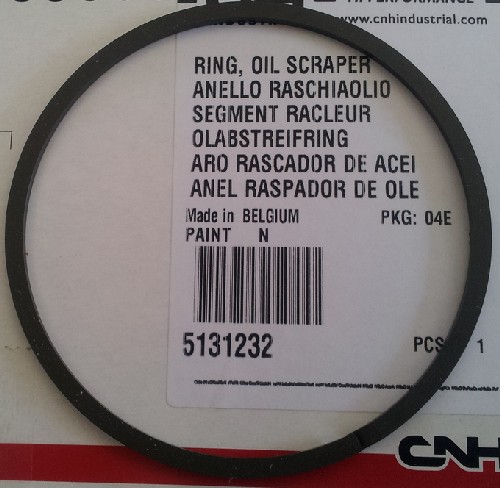 www.cnhindustrial.com
RING, OIL SCRAPER
ANELLO RASCHIAOLIO
SEGMENT RACLEUR
OLABSTREIFRING
ARO RASCADOR DE ACEI
ANEL RASPADOR DE OLE
Made in BELGIUM PKG: 04E
PAINT N
5131232 PCS 1
CNH